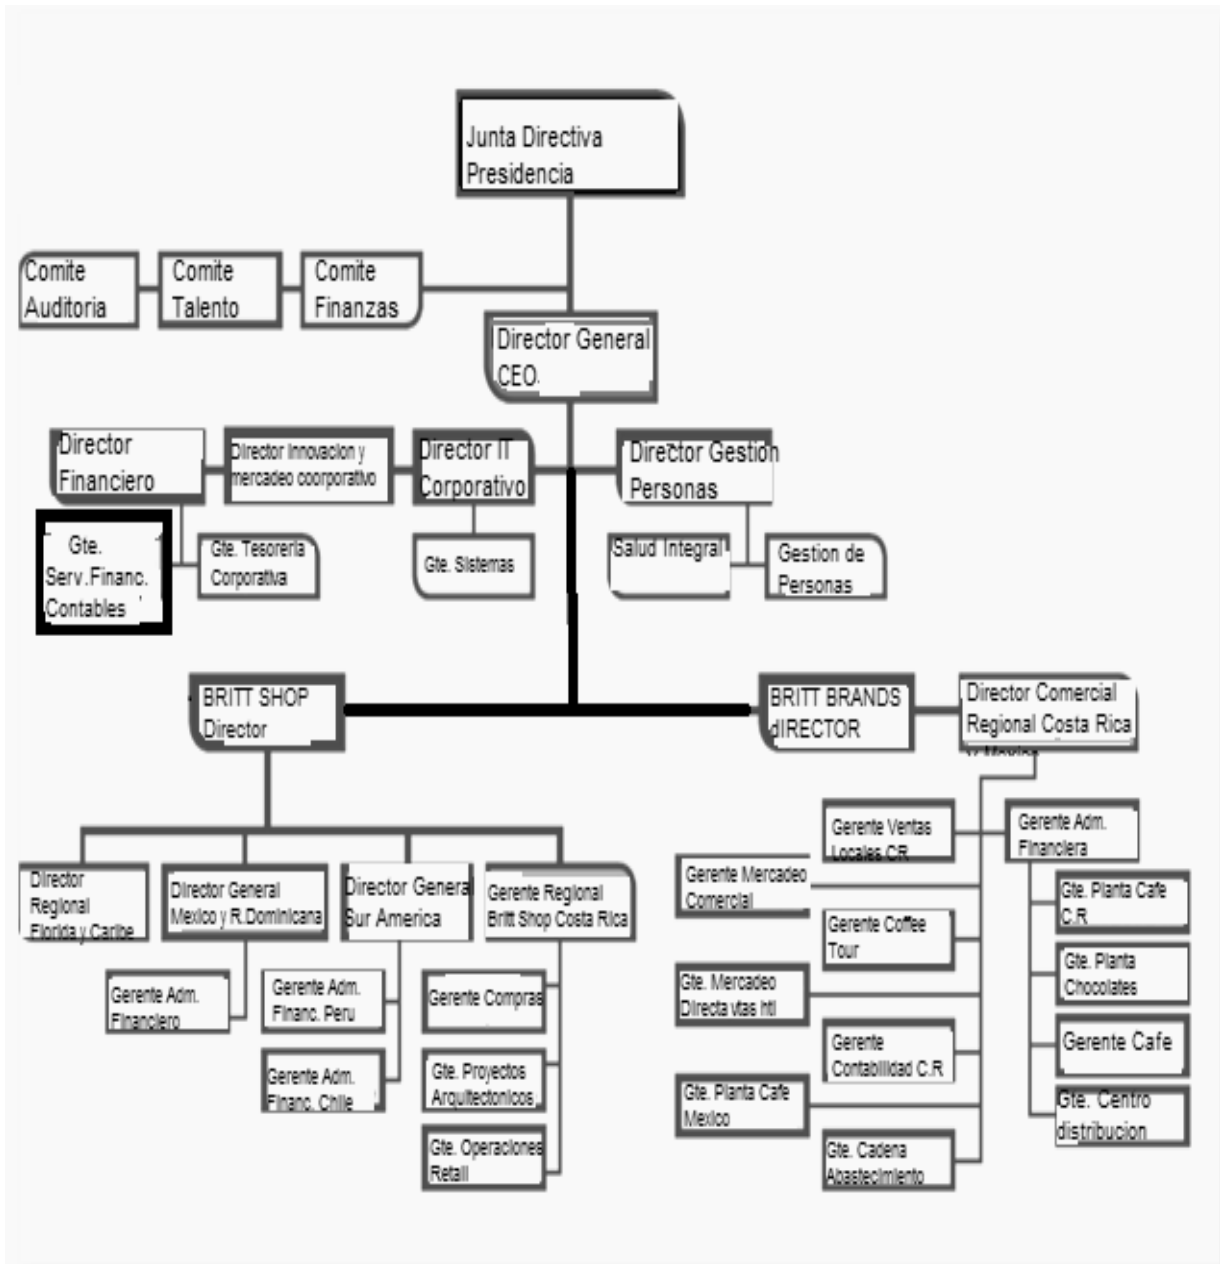 Junta Directiva
Presidencia
Comite
Auditoria
Comite
Talento
Comite
Finanzas
Director General
CEO.
Director
Financiero
Director Innovacion y
mercadeo coorporativo
Director IT
Corporativo
Director Gestion
Personas
Gte.
Serv.Financ.
Contables
Gte. Tesoreria
Corporativa
Gte. Sistemas
Salud Integral
Gestion de
Personas
BRITT SHOP
Director
BRITT BRANDS
dIRECTOR
Director Comercial
Regional Costa Rica
y Mexico
Director
Regional
Florida y Caribe
Director General
Mexico y R.Dominicana
Director General
Sur America
Gerente Regional
Britt Shop Costa Rica
Gerente Adm.
Financiero
Gerente Adm.
Financ. Peru
Gerente Adm.
Financ. Chile
Gerente Compras
Gte. Proyectos
Arquitectonicos
Gte. Operaciones
Retail
Gerente Ventas
Locales CR
Gerente Adm.
Financiera
Gerente Mercadeo
Comercial
Gerente Coffee
Tour
Gte. Mercadeo
Directa vtas htl
Gerente
Contabilidad C.R
Gte. Planta Cafe
Mexico
Gte. Cadena
Abastecimiento
Gte. Planta Cafe
C.R
Gte. Planta
Chocolates
Gerente Cafe
Gte. Centro
distribucion